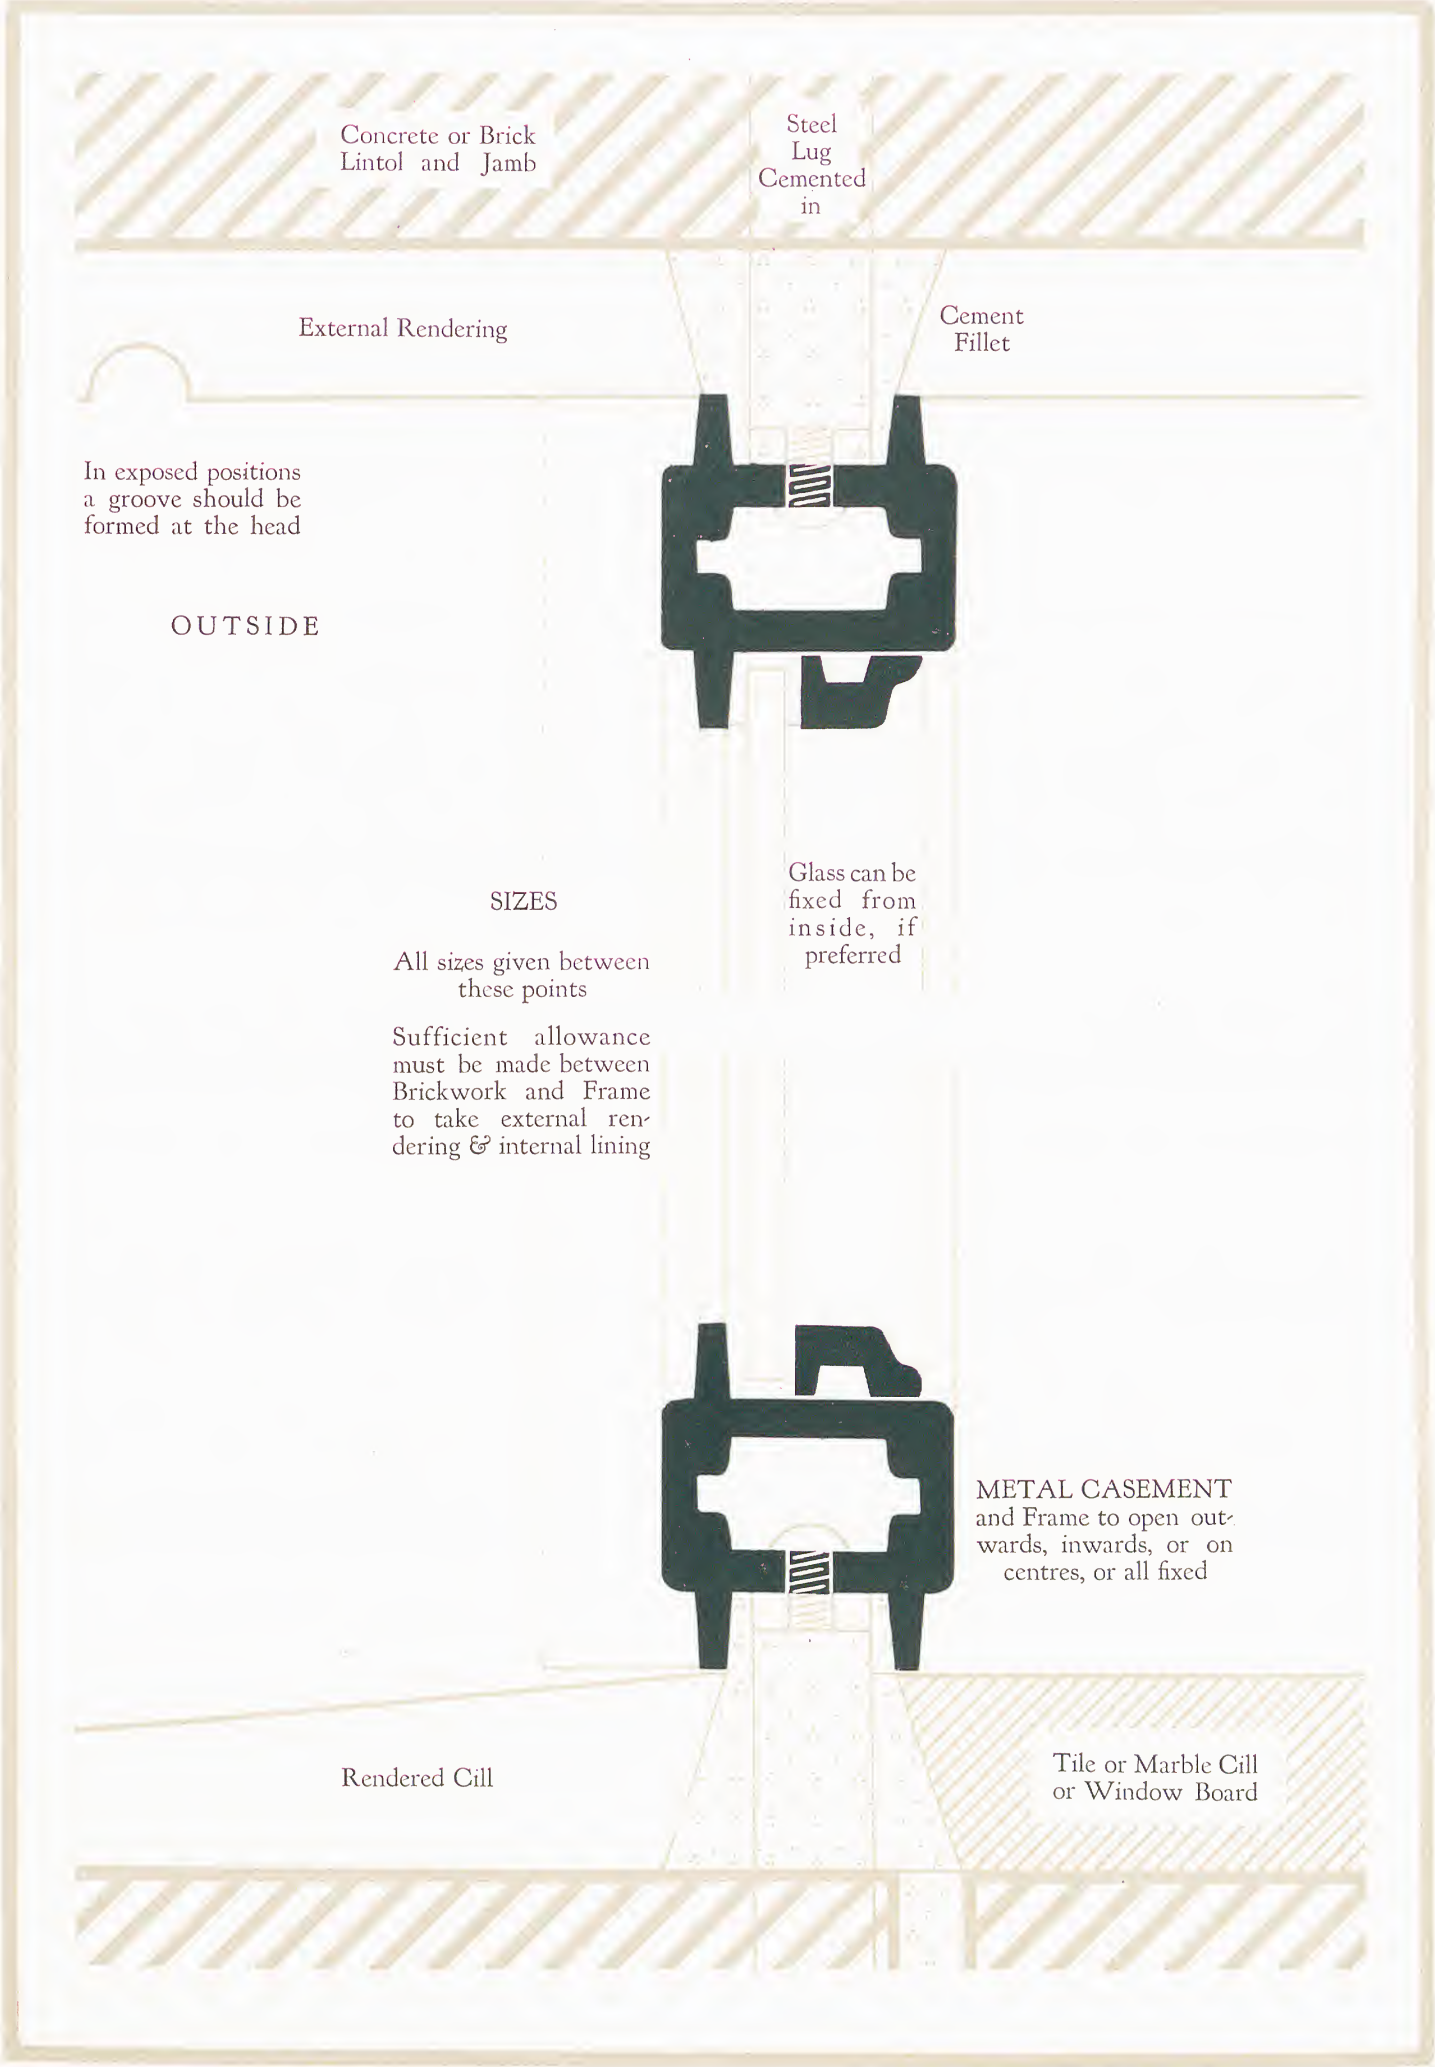 Concrete or Brick
Lintol and Jamb
Steel
Lug
Cemented
in
External Rendering
Cement
Fillet
In exposed positions
a groove should be
formed at the head
OUTSIDE
Glass can be
fixed from
inside, if
preferred
SIZES
All sizes given between
these points
Sufficient allowance
must be made between
Brickwork and Frame
to take external ren-
dering & internal lining
METAL CASEMENT
and Frame to open out-
wards, inwards, or on
centres, or all fixed
Rendered Cill
Tile or Marble Cill
or Window Board